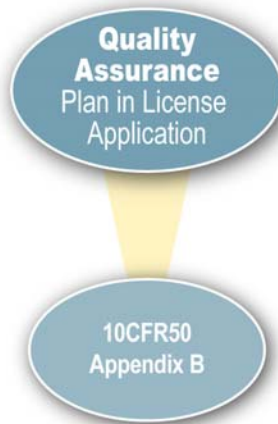 Quality
Assurance
Plan in License
Application
10CFR50
Appendix B